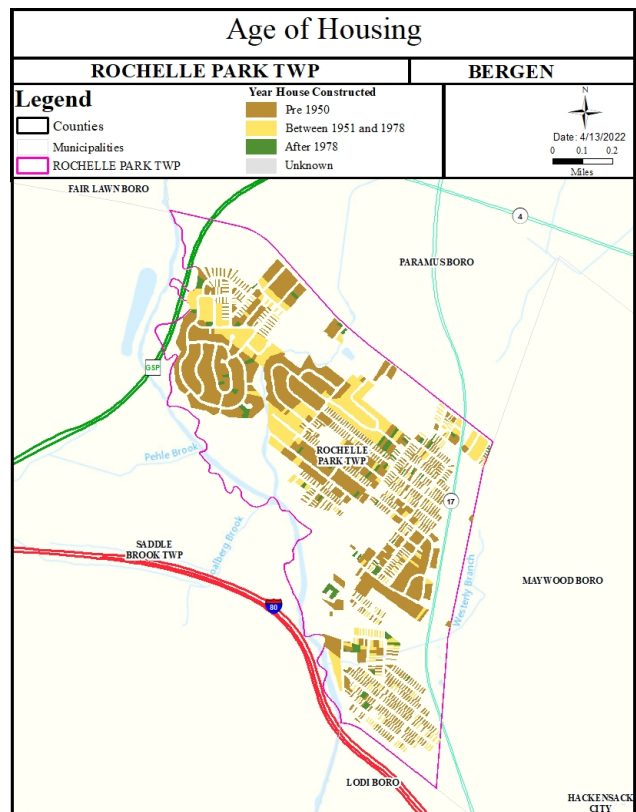 Age of Housing
ROCHELLE PARK TWP
BERGEN
Legend
Counties
Municipalities
ROCHELLE PARK TWP
Year House Constructed
Pre 1950
Between 1951 and 1978
After 1978
Unknown
N
Date: 4/13/2022
0 0.1 0.2
Miles
FAIR LAWN BORO
4
PARAMUS BORO
GSP
Pehle Brook
ROCHELLE
PARK TWP
17
SADDLE
BROOK TWP
Brook
80
Westerly Branch
MAYWOOD BORO
LODI BORO
HACKENSACK
CITY